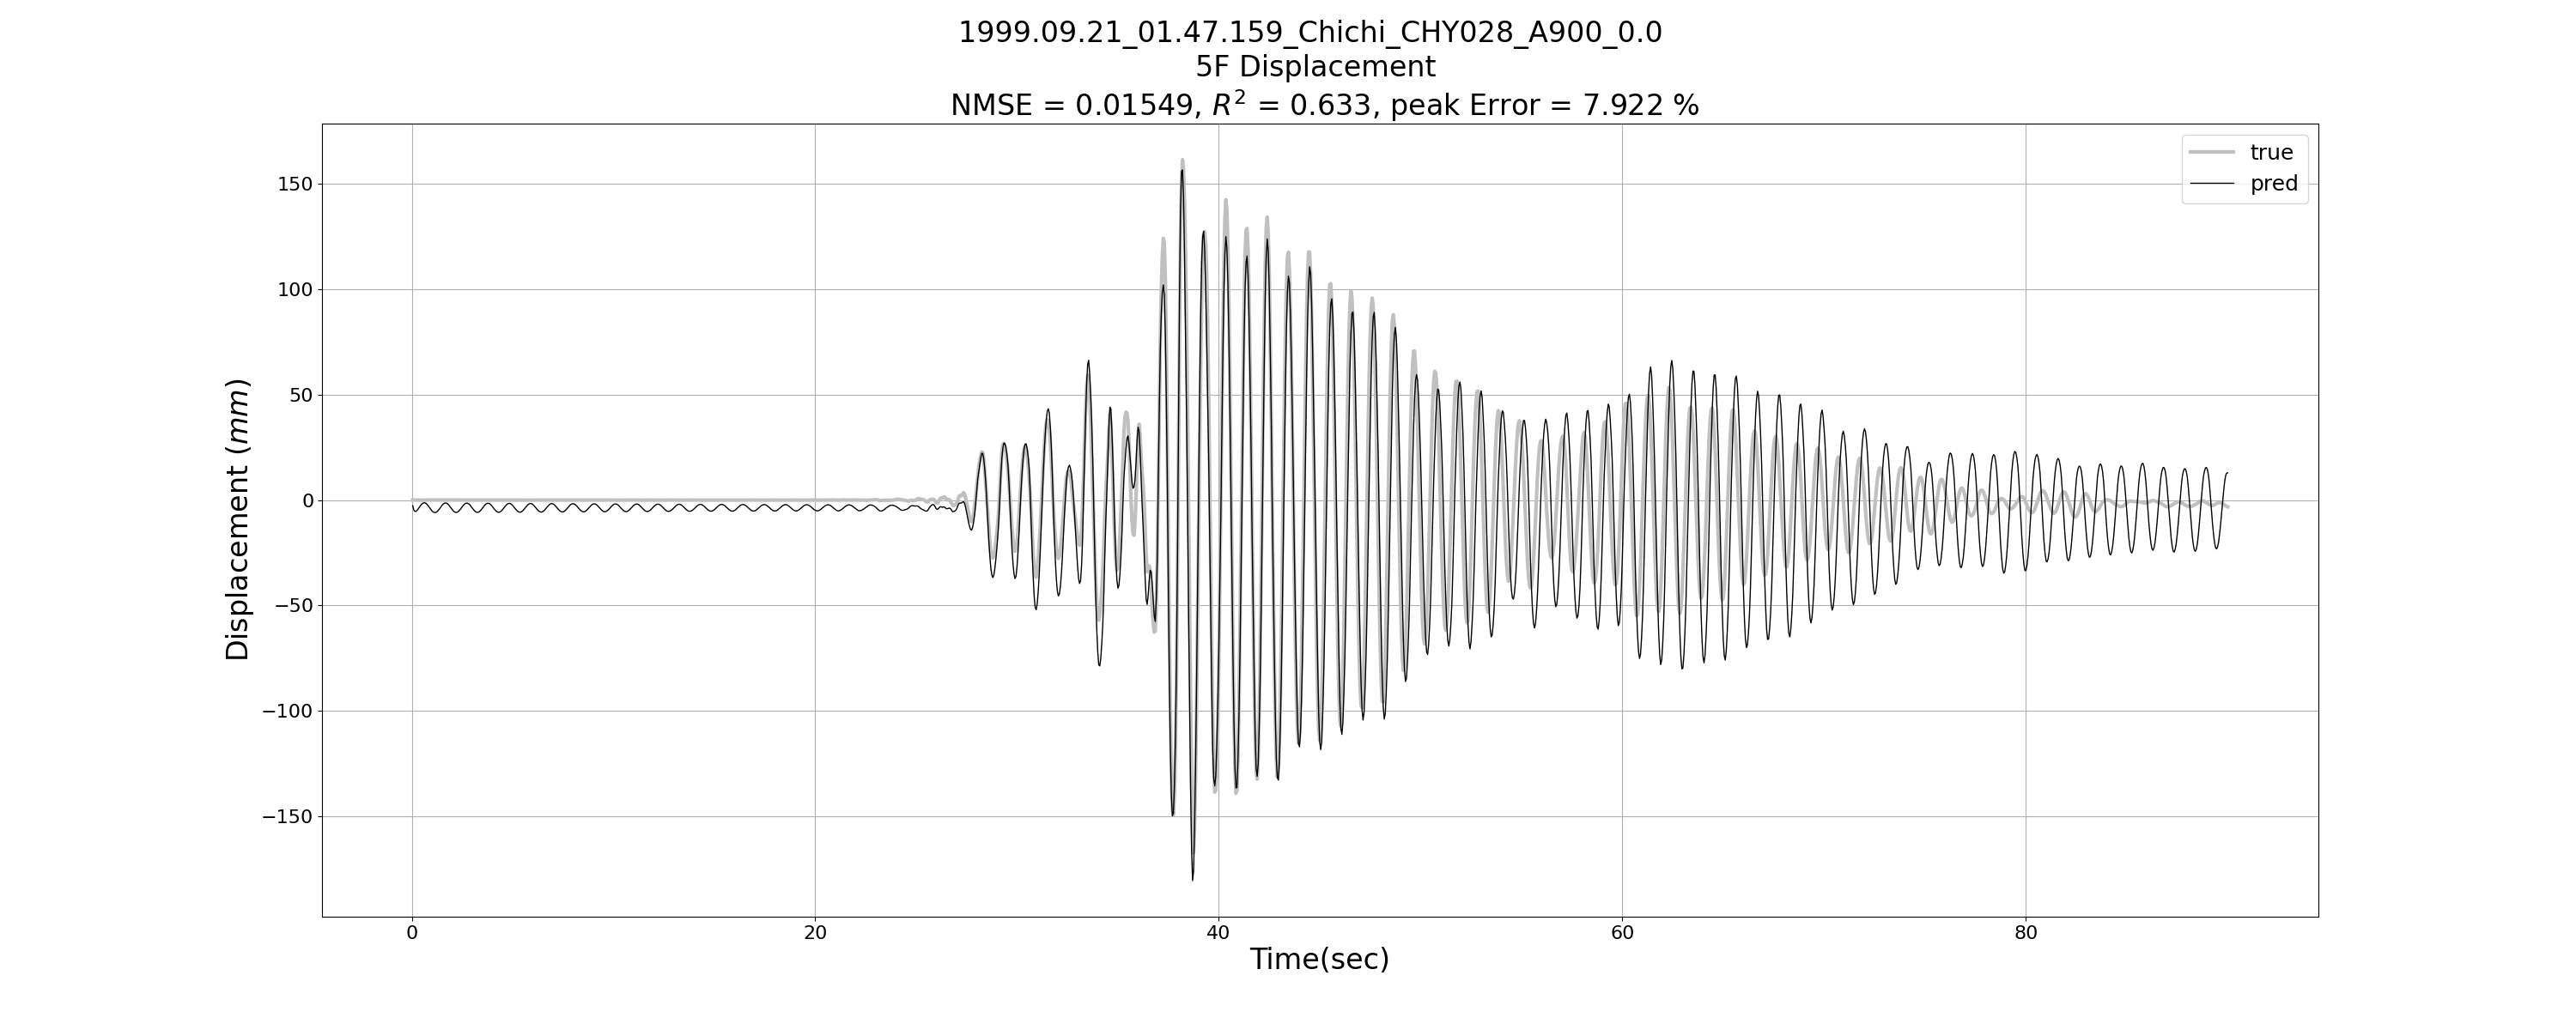 1999.09.21_01.47.159_Chichi_CHY028_A900_0.0
5F Displacement
NMSE = 0.01549, R² = 0.633, peak Error = 7.922 %
true
pred
Displacement (mm)
150
100
50
0
−50
−100
−150
0
20
40
60
80
Time(sec)